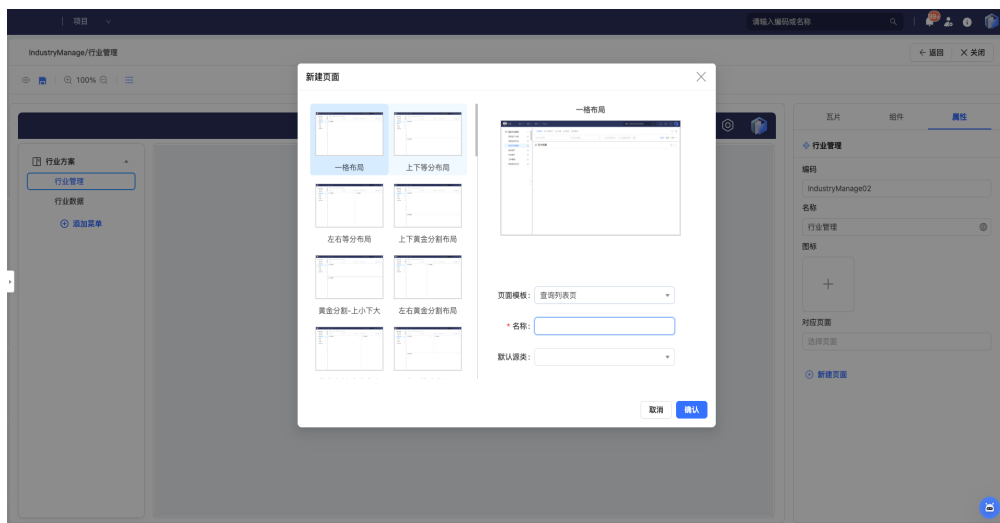 项目
请输入编码或名称
99+
IndustryManage/行业管理
返回
关闭
100%
新建页面
一格布局
上下等分布局
左右等分布局
上下黄金分割布局
黄金分割-上小下大
左右黄金分割布局
一格布局
页面模板：
查询列表页
* 名称：
默认源类：
取消
确认
行业方案
行业管理
行业数据
添加菜单
瓦片
组件
属性
行业管理
编码
IndustryManage02
名称
行业管理
图标
对应页面
选择页面
新建页面